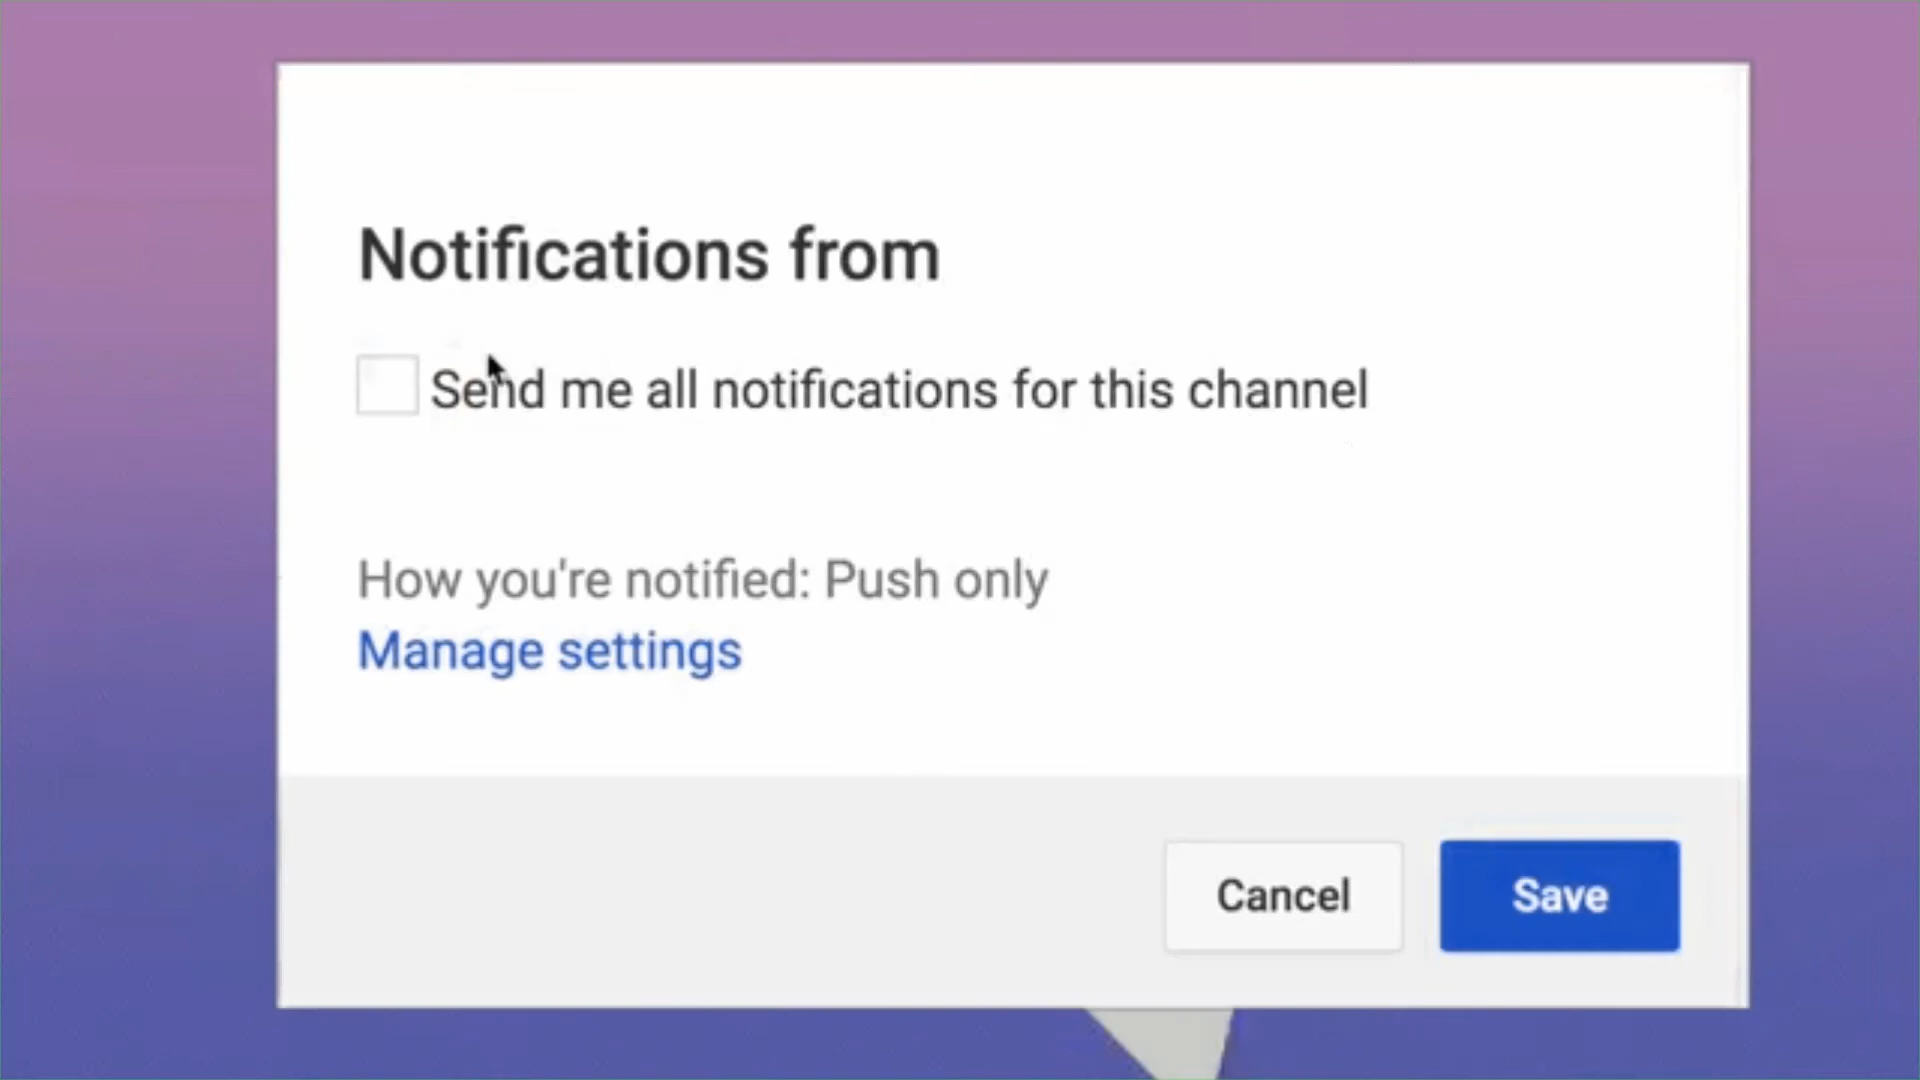 Notifications from
Send me all notifications for this channel
How you're notified: Push only
Manage settings
Cancel
Save